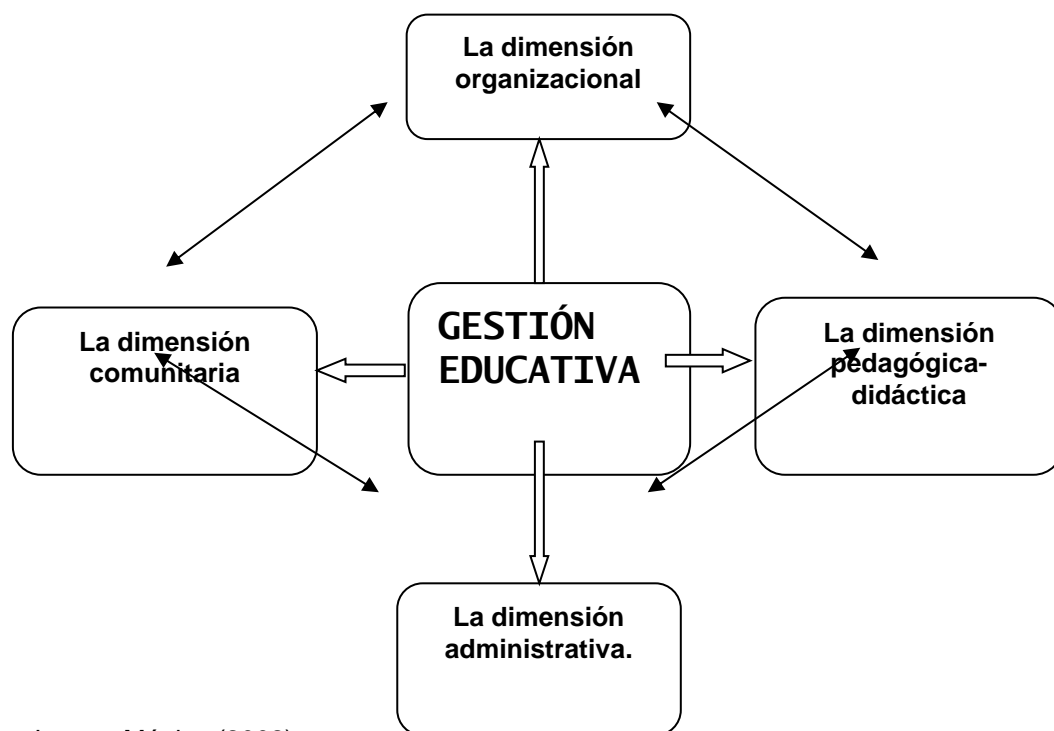 La dimensión
organizacional
La dimensión
comunitaria
GESTIÓN
EDUCATIVA
La dimensión
pedagógica-
didáctica
La dimensión
administrativa.